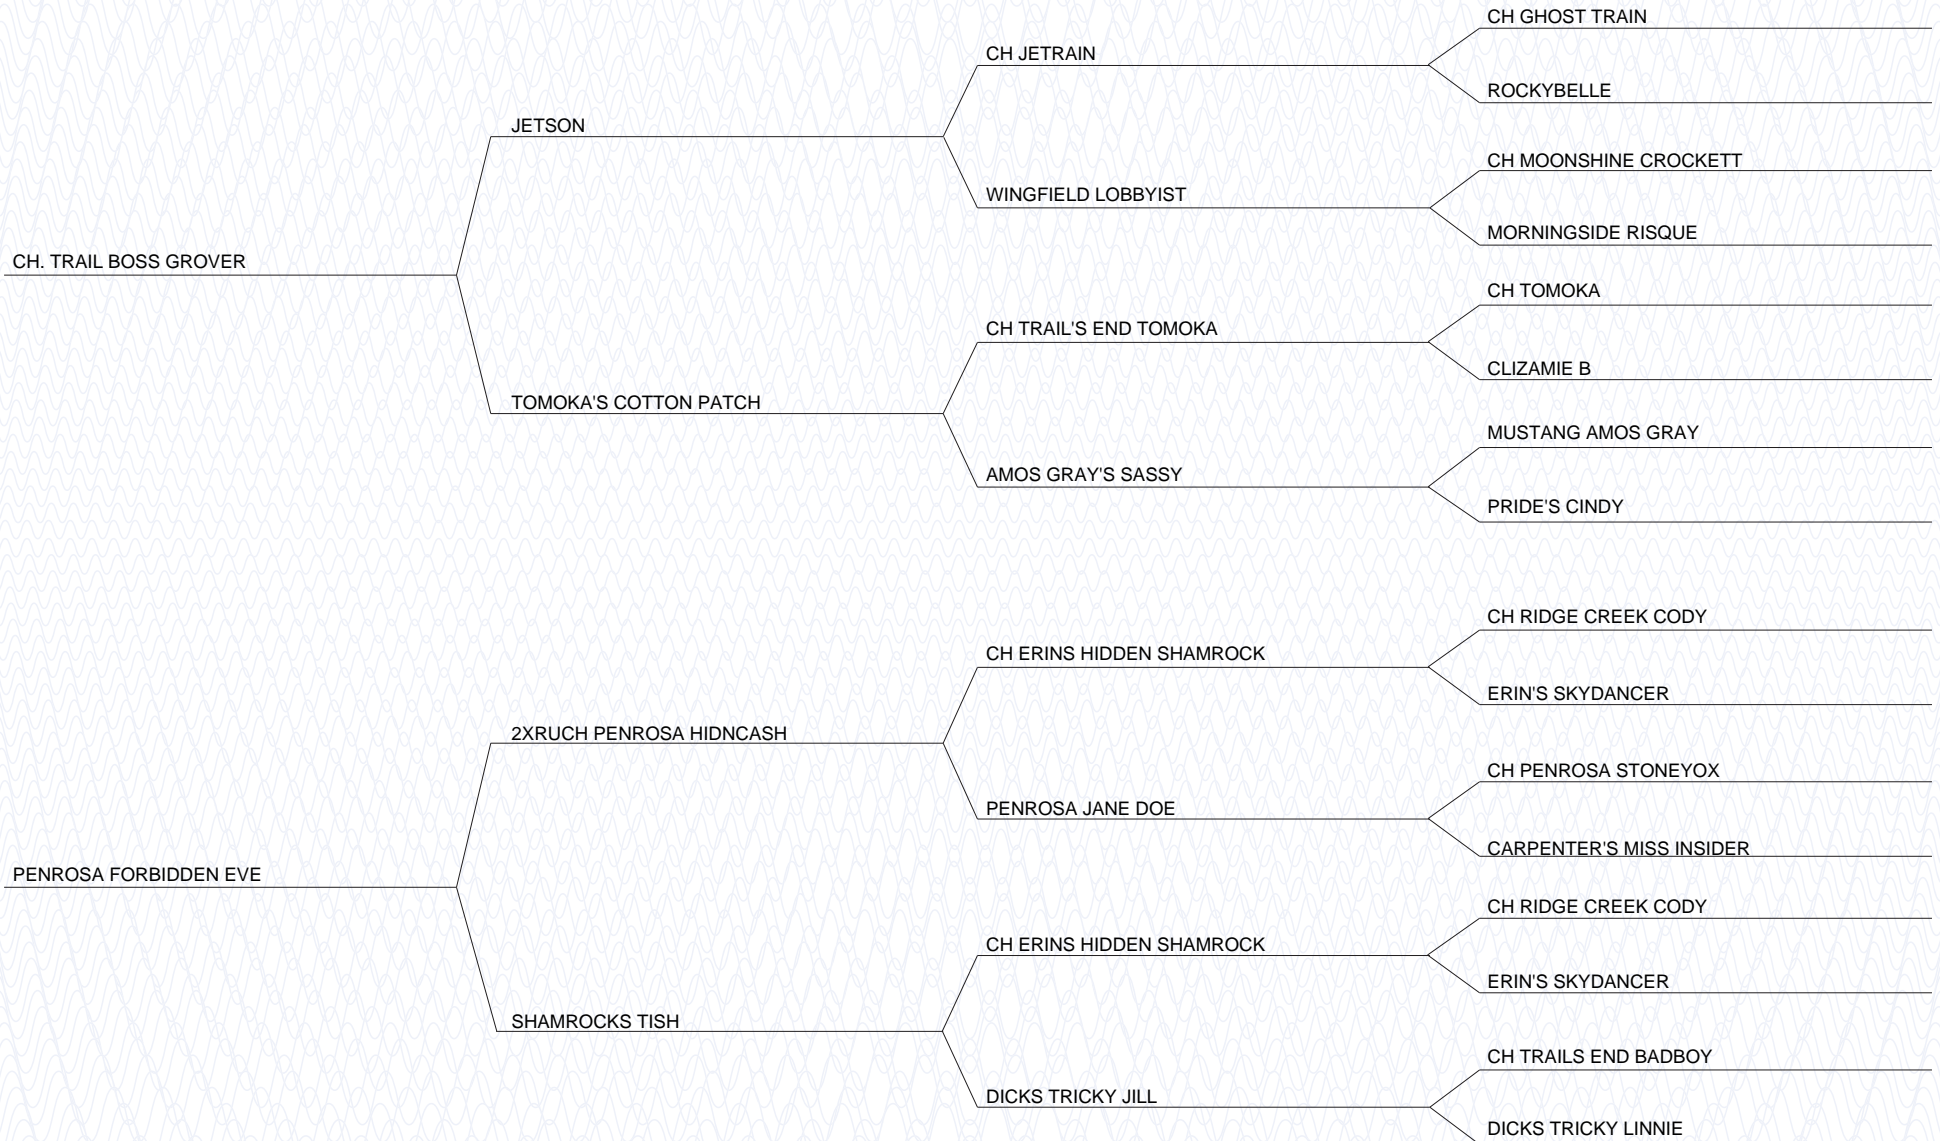 CH GHOST TRAIN
CH JETRAIN
ROCKYBELLE
JETSON
CH MOONSHINE CROCKETT
WINGFIELD LOBBYIST
MORNINGSIDE RISQUE
CH. TRAIL BOSS GROVER
CH TOMOKA
CH TRAIL'S END TOMOKA
CLIZAMIE B
TOMOKA'S COTTON PATCH
MUSTANG AMOS GRAY
AMOS GRAY'S SASSY
PRIDE'S CINDY
CH RIDGE CREEK CODY
CH ERINS HIDDEN SHAMROCK
ERIN'S SKYDANCER
2XRUCH PENROSA HIDNCASH
CH PENROSA STONEYOX
PENROSA JANE DOE
CARPENTER'S MISS INSIDER
PENROSA FORBIDDEN EVE
CH RIDGE CREEK CODY
CH ERINS HIDDEN SHAMROCK
ERIN'S SKYDANCER
SHAMROCKS TISH
CH TRAILS END BADBOY
DICKS TRICKY JILL
DICKS TRICKY LINNIE